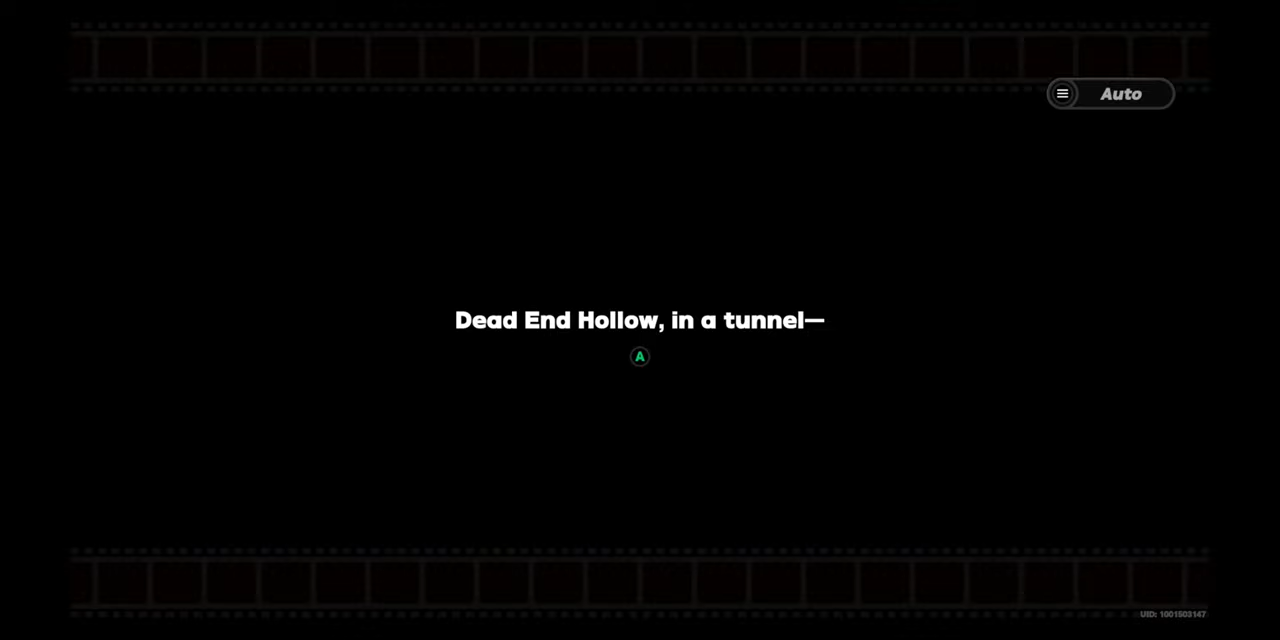 Auto
Dead End Hollow, in a tunnel—
A
UID: 1001503147